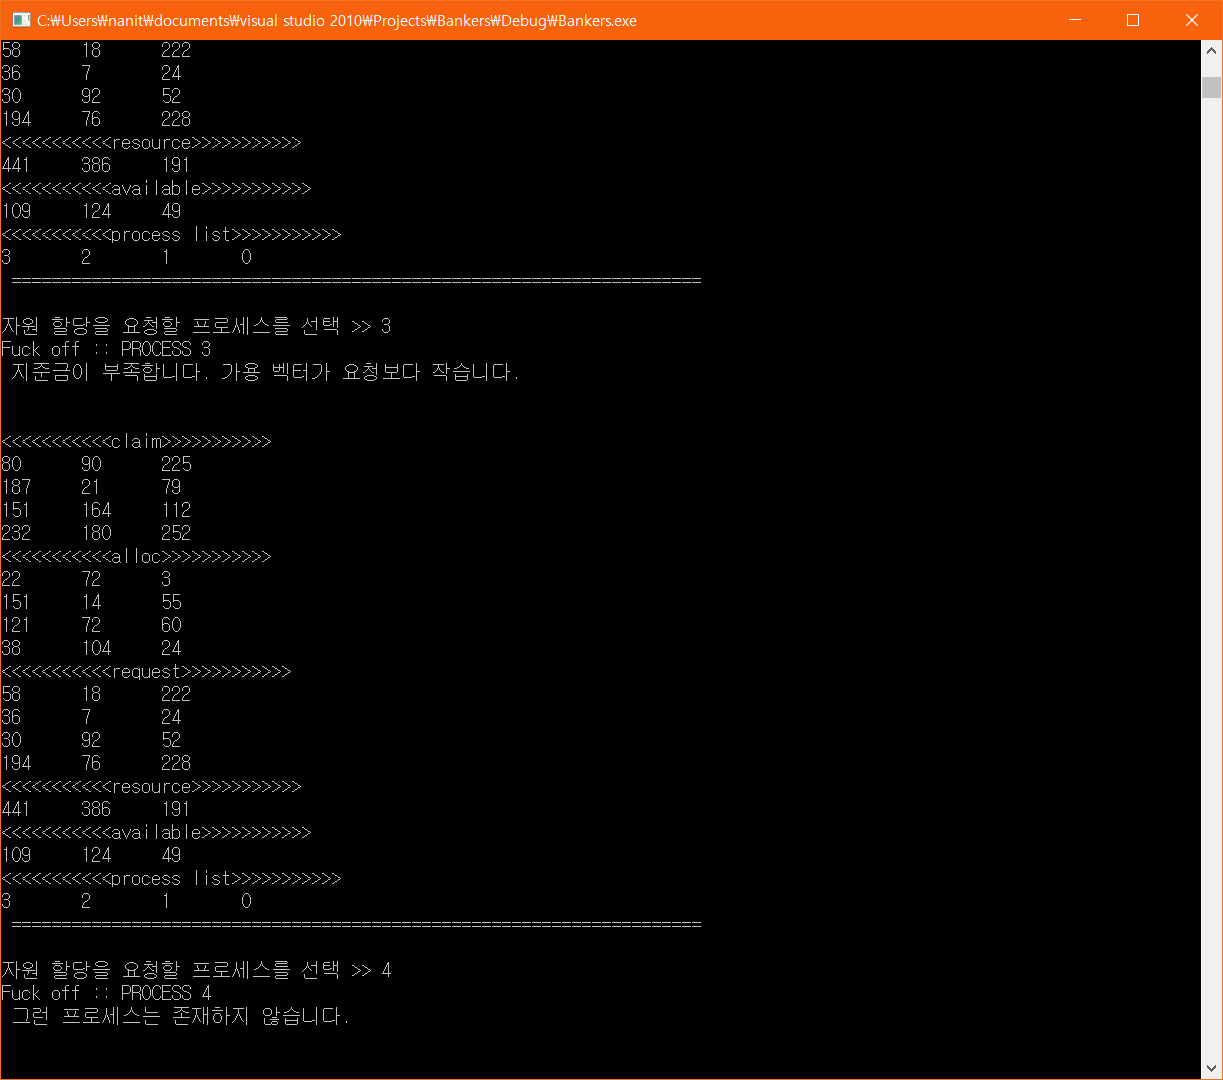 C:₩Users₩nanit₩documents₩visual studio 2010₩Projects₩Bankers₩Debug₩Bankers.exe
58 18 222
36 7 24
30 92 52
194 76 228
<<<<<<<<<<<resource>>>>>>>>>>>
441 386 191
<<<<<<<<<<<available>>>>>>>>>>>
109 124 49
<<<<<<<<<<<process list>>>>>>>>>>>
3 2 1 0
=====================================================================
자원 할당을 요청할 프로세스를 선택 >> 3
Fuck off :: PROCESS 3
지준금이 부족합니다. 가용 벡터가 요청보다 작습니다.
<<<<<<<<<<<claim>>>>>>>>>>>
80 90 225
187 21 79
151 164 112
232 180 252
<<<<<<<<<<<alloc>>>>>>>>>>>
22 72 3
151 14 55
121 72 60
38 104 24
<<<<<<<<<<<request>>>>>>>>>>>
58 18 222
36 7 24
30 92 52
194 76 228
<<<<<<<<<<<resource>>>>>>>>>>>
441 386 191
<<<<<<<<<<<available>>>>>>>>>>>
109 124 49
<<<<<<<<<<<process list>>>>>>>>>>>
3 2 1 0
=====================================================================
자원 할당을 요청할 프로세스를 선택 >> 4
Fuck off :: PROCESS 4
그런 프로세스는 존재하지 않습니다.